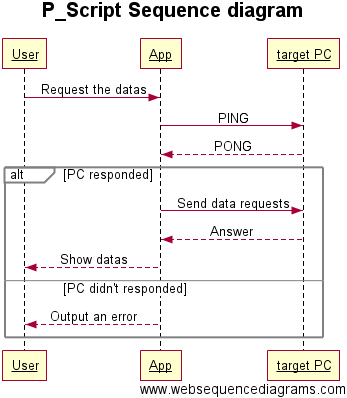 P_Script Sequence diagram
User App target PC
Request the datas
PING
PONG
alt [PC responded]
Send data requests
Answer
Show datas
[PC didn't responded]
Output an error
User App target PC
www.websequencediagrams.com